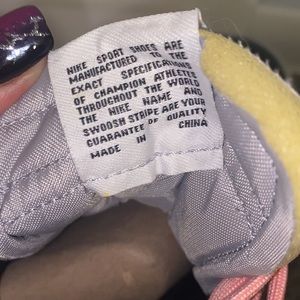 NIKE SPORT SHOES ARE
MANUFACTURED TO THE
EXACT SPECIFICATIONS
OF CHAMPION ATHLETES
THROUGHOUT THE WORLD
THE NIKE NAME AND
SWOOSH STRIPE ARE YOUR
GUARANTEE OF QUALITY
MADE IN CHINA